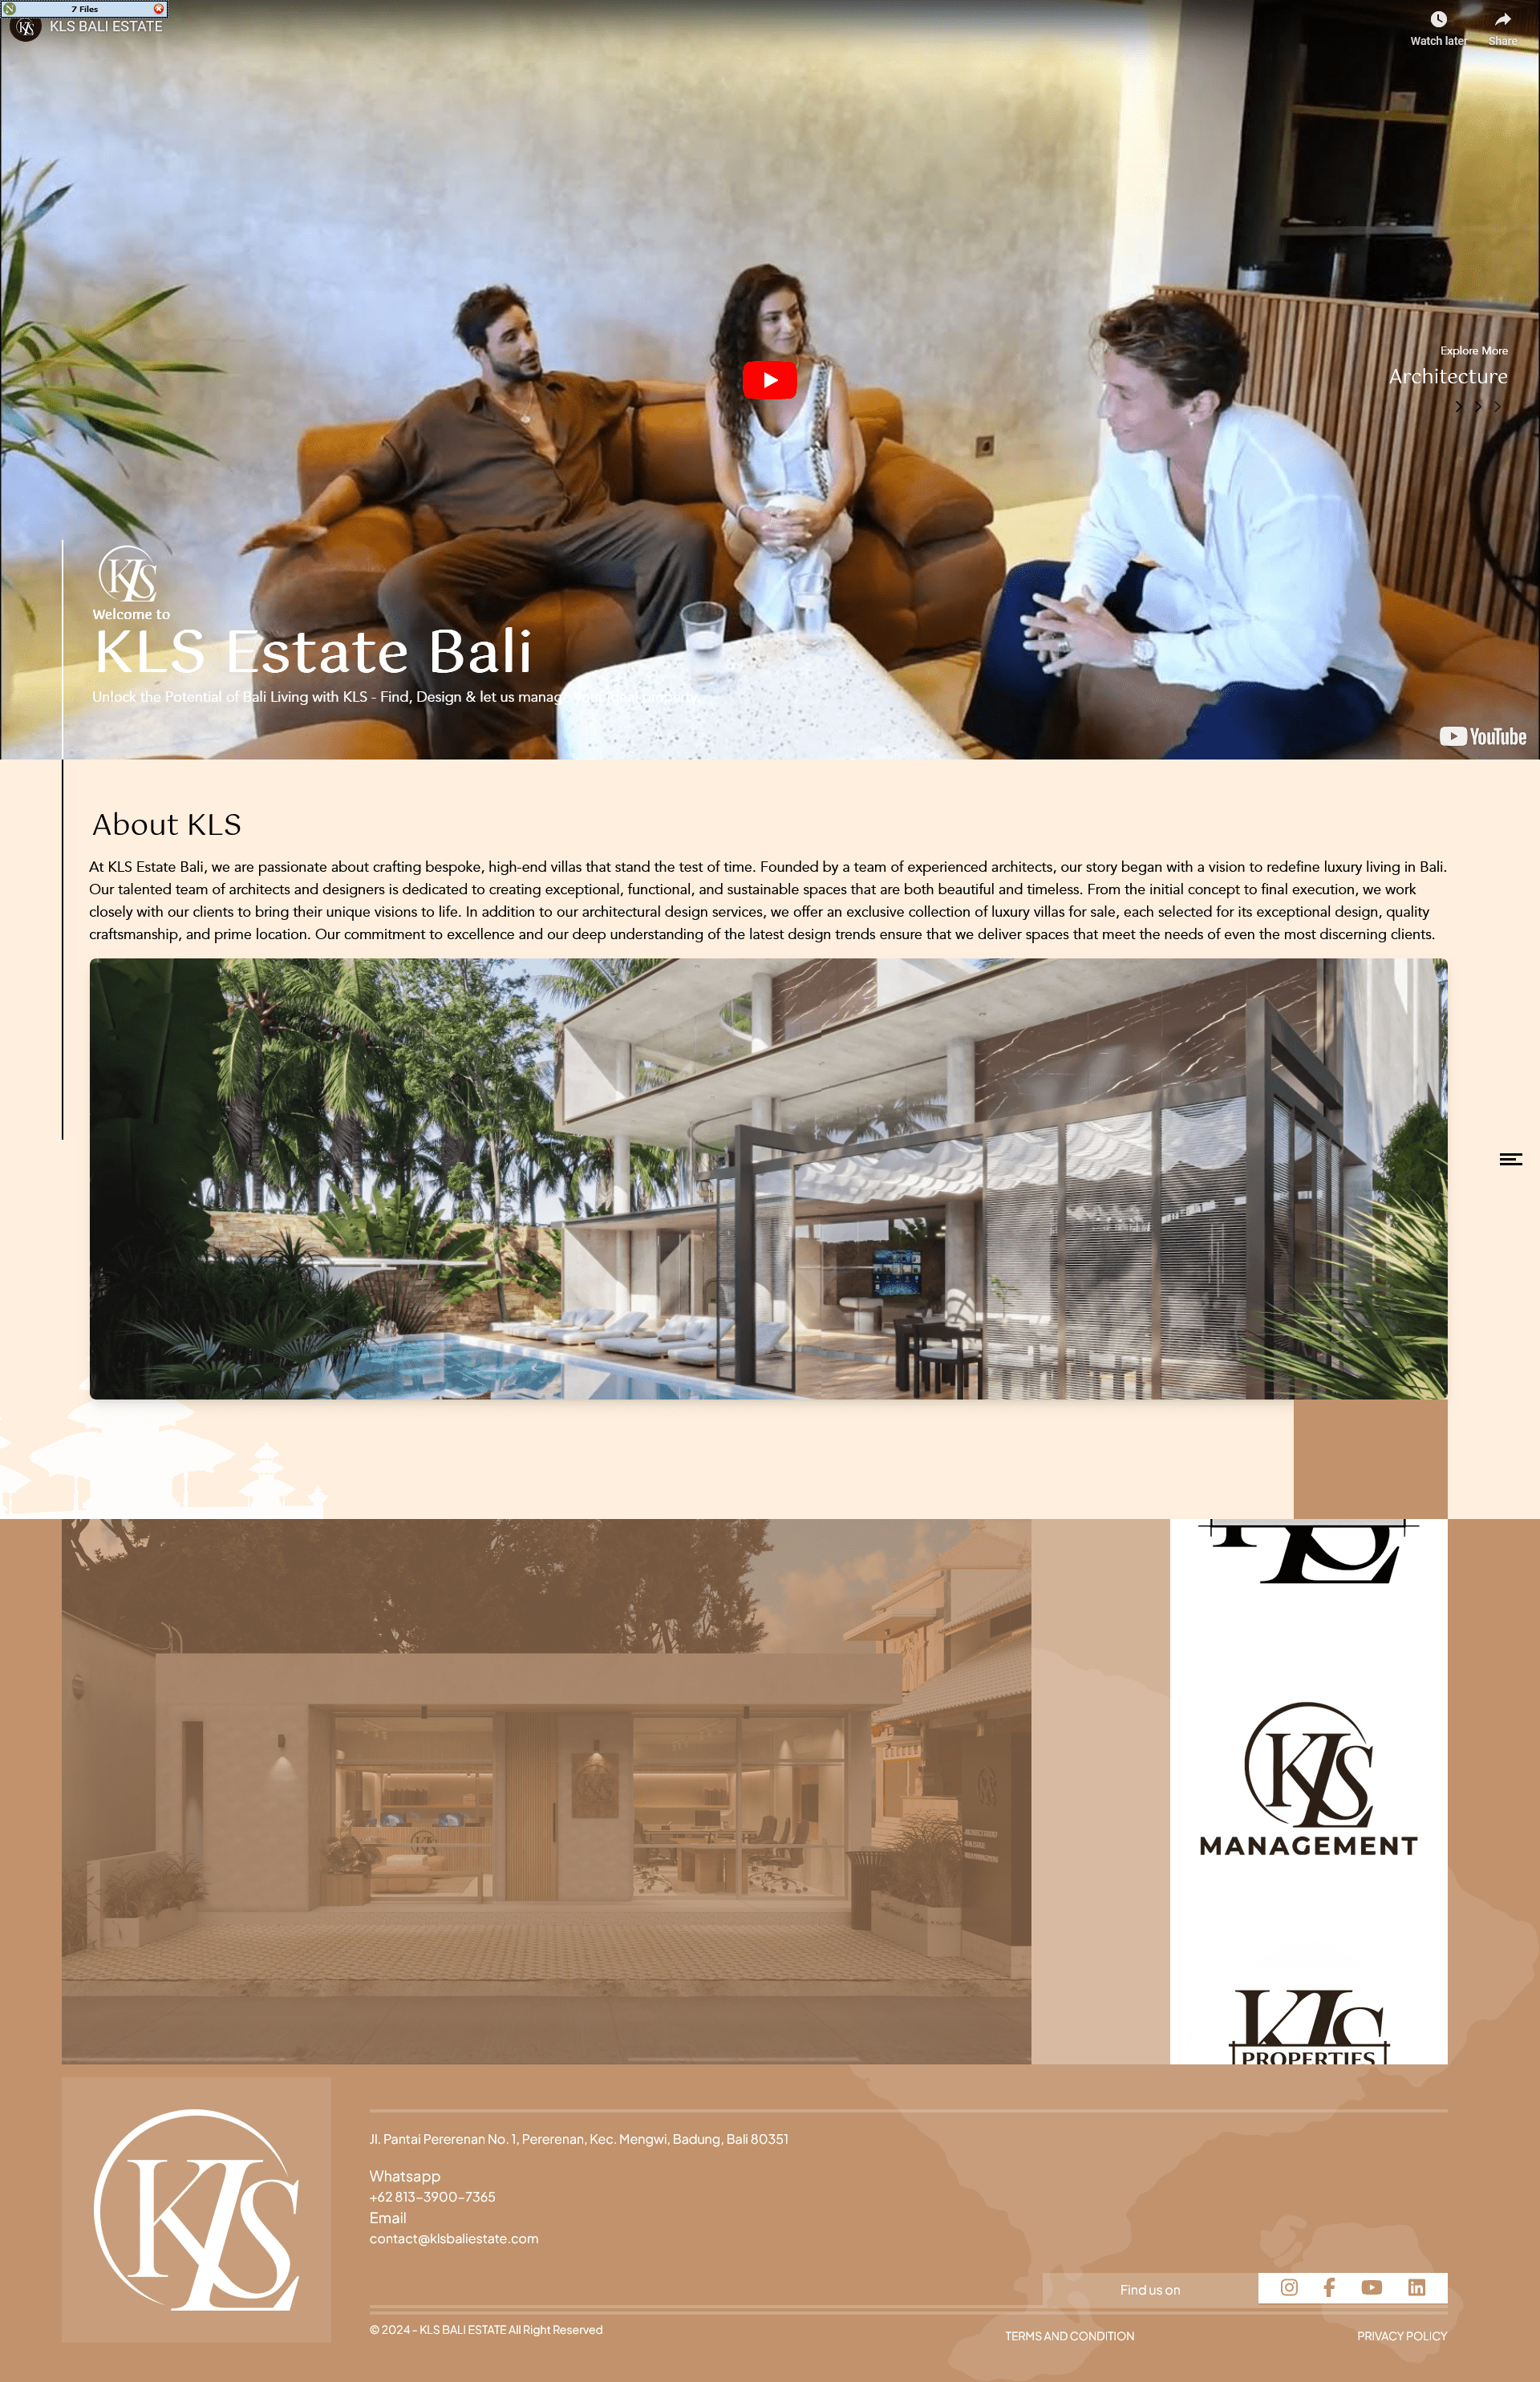 7 Files
KLS BALI ESTATE
Watch later
Share
Explore More
Architecture
KLS
Welcome to
KLS Estate Bali
Unlock the Potential of Bali Living with KLS - Find, Design & let us manage your ideal property.
YouTube
About KLS
At KLS Estate Bali, we are passionate about crafting bespoke, high-end villas that stand the test of time. Founded by a team of experienced architects, our story began with a vision to redefine luxury living in Bali.
Our talented team of architects and designers is dedicated to creating exceptional, functional, and sustainable spaces that are both beautiful and timeless. From the initial concept to final execution, we work
closely with our clients to bring their unique visions to life. In addition to our architectural design services, we offer an exclusive collection of luxury villas for sale, each selected for its exceptional design, quality
craftsmanship, and prime location. Our commitment to excellence and our deep understanding of the latest design trends ensure that we deliver spaces that meet the needs of even the most discerning clients.
KLS
MANAGEMENT
KLS
PROPERTIES
KLS
Jl. Pantai Pererenan No. 1, Pererenan, Kec. Mengwi, Badung, Bali 80351
Whatsapp
+62 813-3900-7365
Email
contact@klsbaliestate.com
Find us on
© 2024 - KLS BALI ESTATE All Right Reserved
TERMS AND CONDITION
PRIVACY POLICY